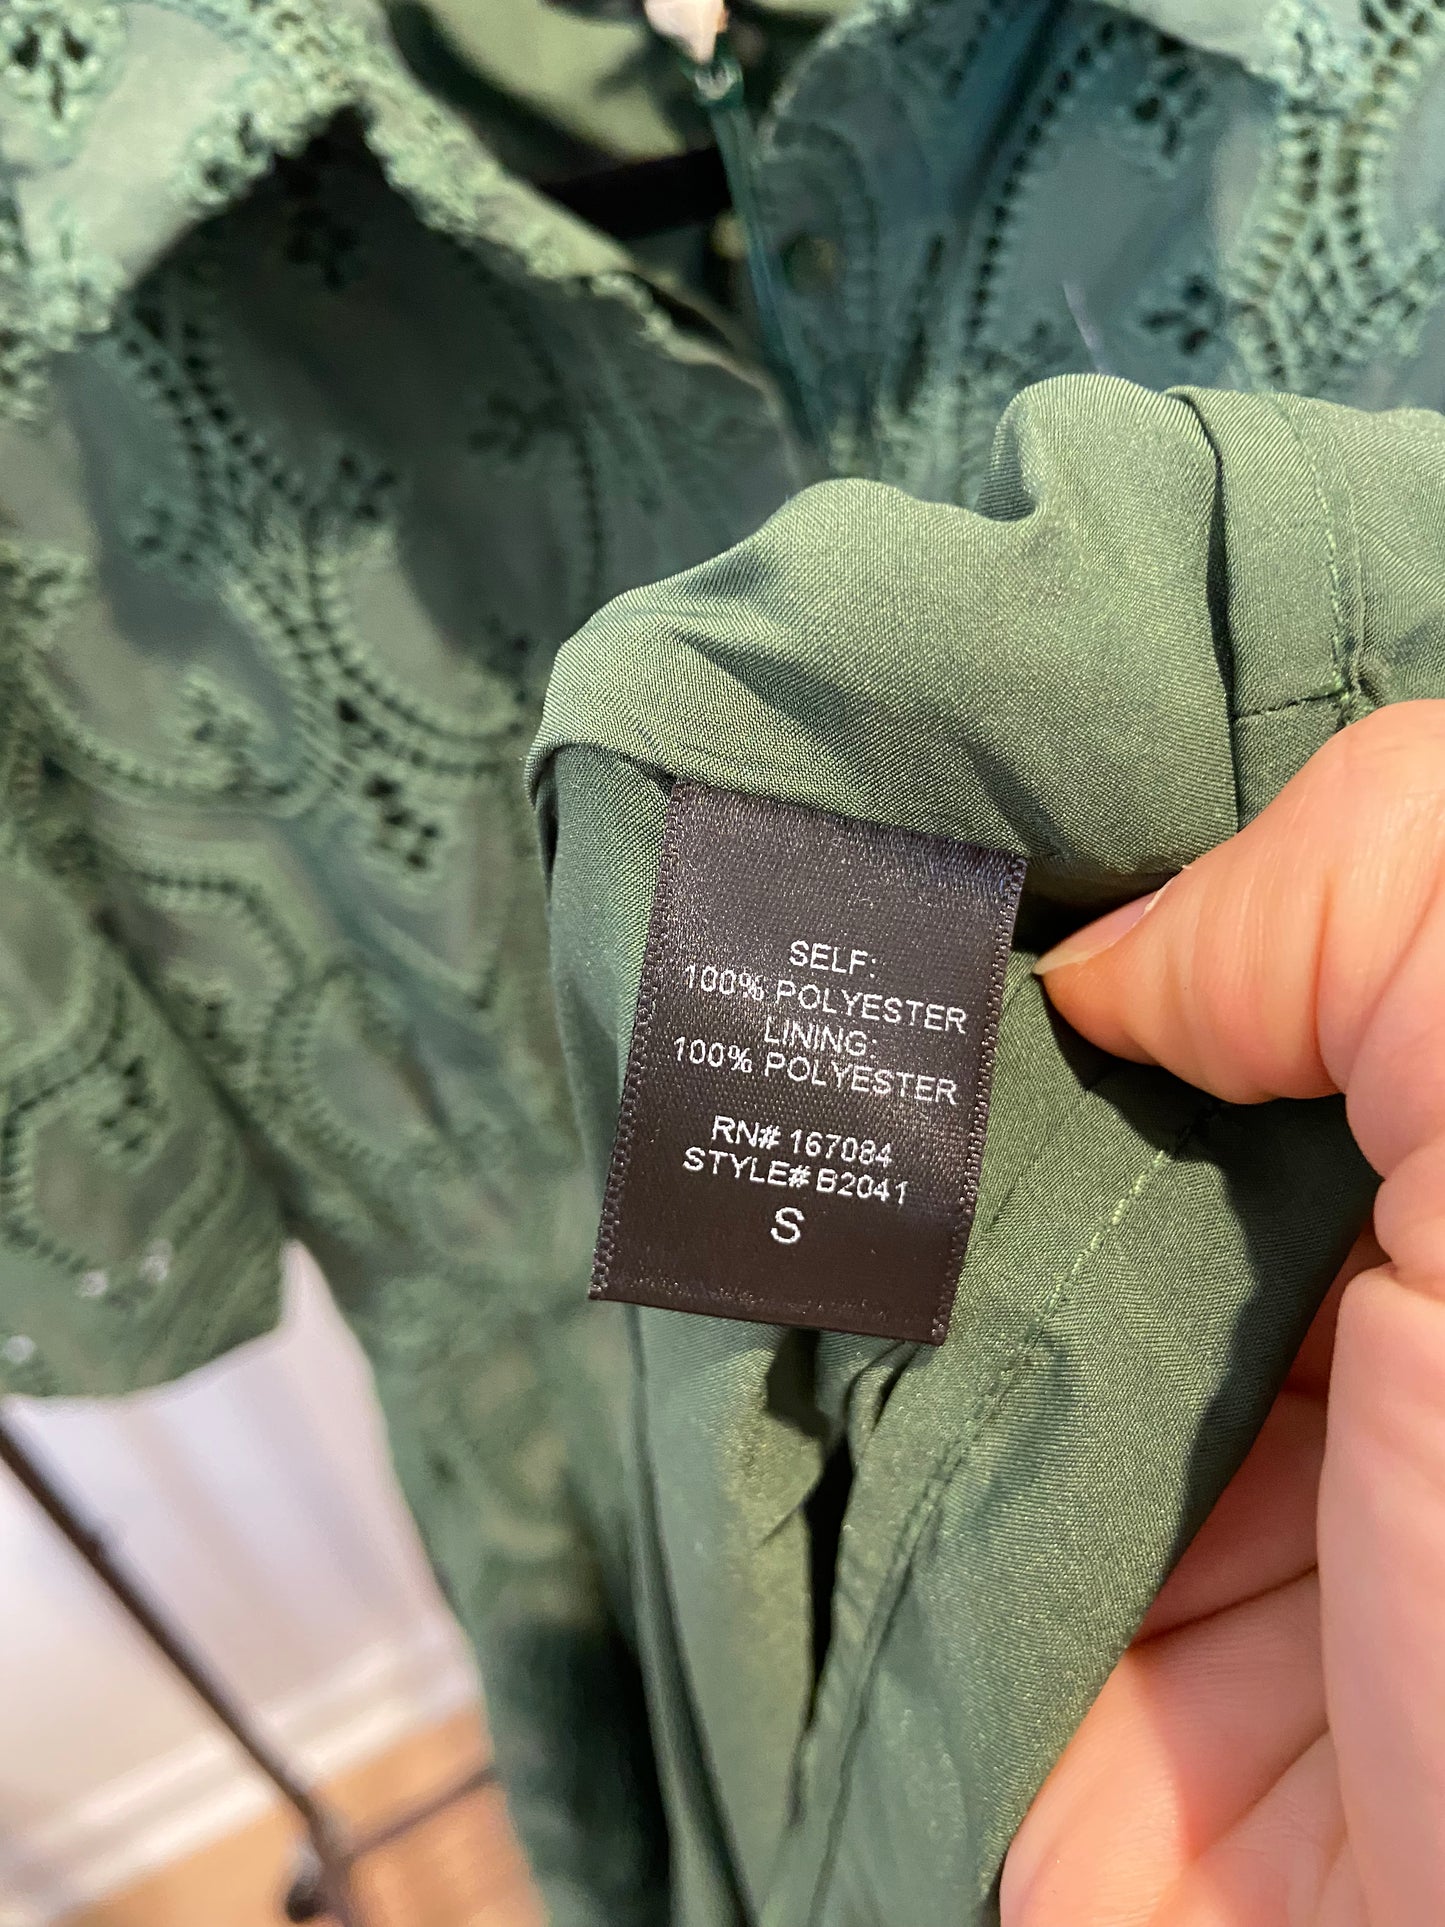 SELF:
100% POLYESTER
LINING:
100% POLYESTER
RN# 167084
STYLE# B2041
S